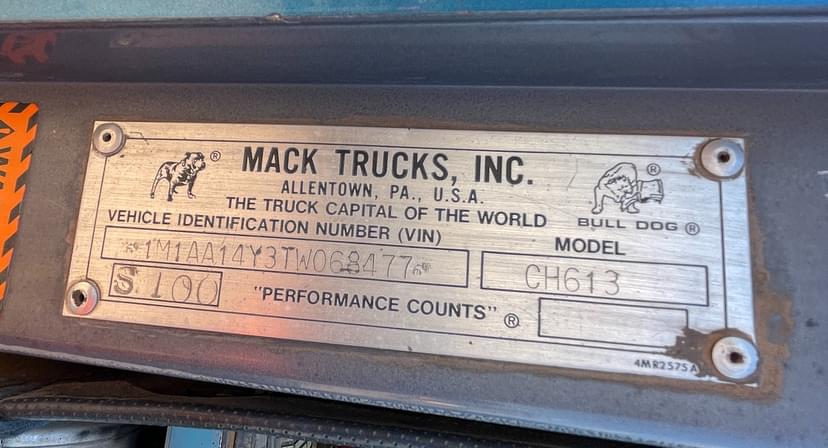 MACK TRUCKS, INC.
ALLENTOWN, PA., U.S.A.
THE TRUCK CAPITAL OF THE WORLD
BULL DOG ®
VEHICLE IDENTIFICATION NUMBER (VIN)
MODEL
1M1AA14Y3TW068477
CH613
S 100
"PERFORMANCE COUNTS" ®
4MR2575A